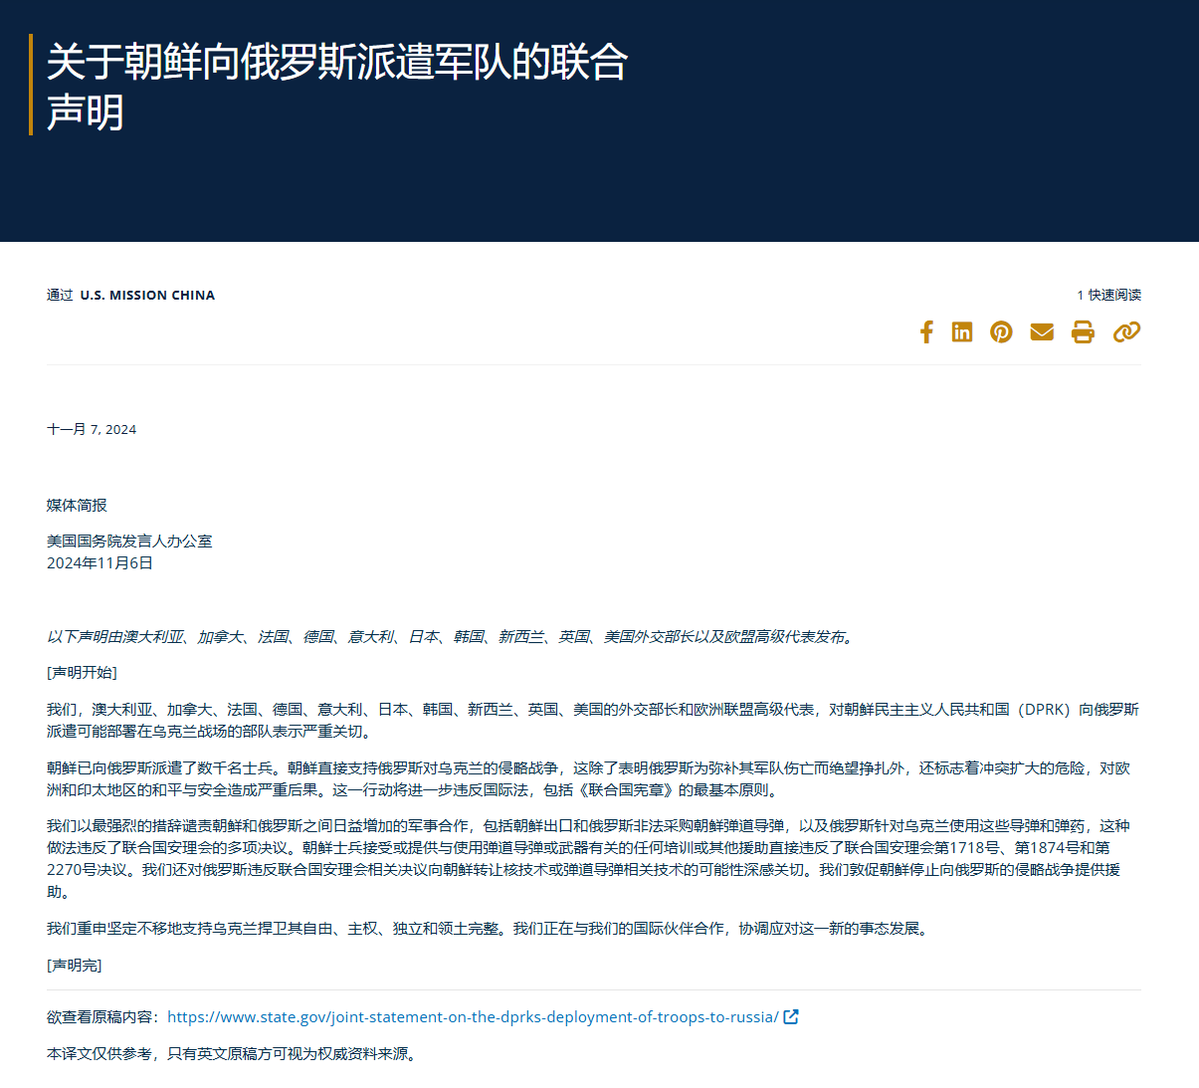 关于朝鲜向俄罗斯派遣军队的联合
声明
通过 U.S. MISSION CHINA
1 快速阅读
十一月 7, 2024
媒体简报
美国国务院发言人办公室
2024年11月6日
以下声明由澳大利亚、加拿大、法国、德国、意大利、日本、韩国、新西兰、英国、美国外交部长以及欧盟高级代表发布。
[声明开始]
我们，澳大利亚、加拿大、法国、德国、意大利、日本、韩国、新西兰、英国、美国的外交部长和欧洲联盟高级代表，对朝鲜民主主义人民共和国（DPRK）向俄罗斯
派遣可能部署在乌克兰战场的部队表示严重关切。
朝鲜已向俄罗斯派遣了数千名士兵。朝鲜直接支持俄罗斯对乌克兰的侵略战争，这除了表明俄罗斯为弥补其军队伤亡而绝望挣扎外，还标志着冲突扩大的危险，对欧
洲和印太地区的和平与安全造成严重后果。这一行动将进一步违反国际法，包括《联合国宪章》的最基本原则。
我们以最强烈的措辞谴责朝鲜和俄罗斯之间日益增加的军事合作，包括朝鲜出口和俄罗斯非法采购朝鲜弹道导弹，以及俄罗斯针对乌克兰使用这些导弹和弹药，这种
做法违反了联合国安理会的多项决议。朝鲜士兵接受或提供与使用弹道导弹或武器有关的任何培训或其他援助直接违反了联合国安理会第1718号、第1874号和第
2270号决议。我们还对俄罗斯违反联合国安理会相关决议向朝鲜转让核技术或弹道导弹相关技术的可能性深感关切。我们敦促朝鲜停止向俄罗斯的侵略战争提供援
助。
我们重申坚定不移地支持乌克兰捍卫其自由、主权、独立和领土完整。我们正在与我们的国际伙伴合作，协调应对这一新的事态发展。
[声明完]
欲查看原稿内容：https://www.state.gov/joint-statement-on-the-dprks-deployment-of-troops-to-russia/
本译文仅供参考，只有英文原稿方可视为权威资料来源。